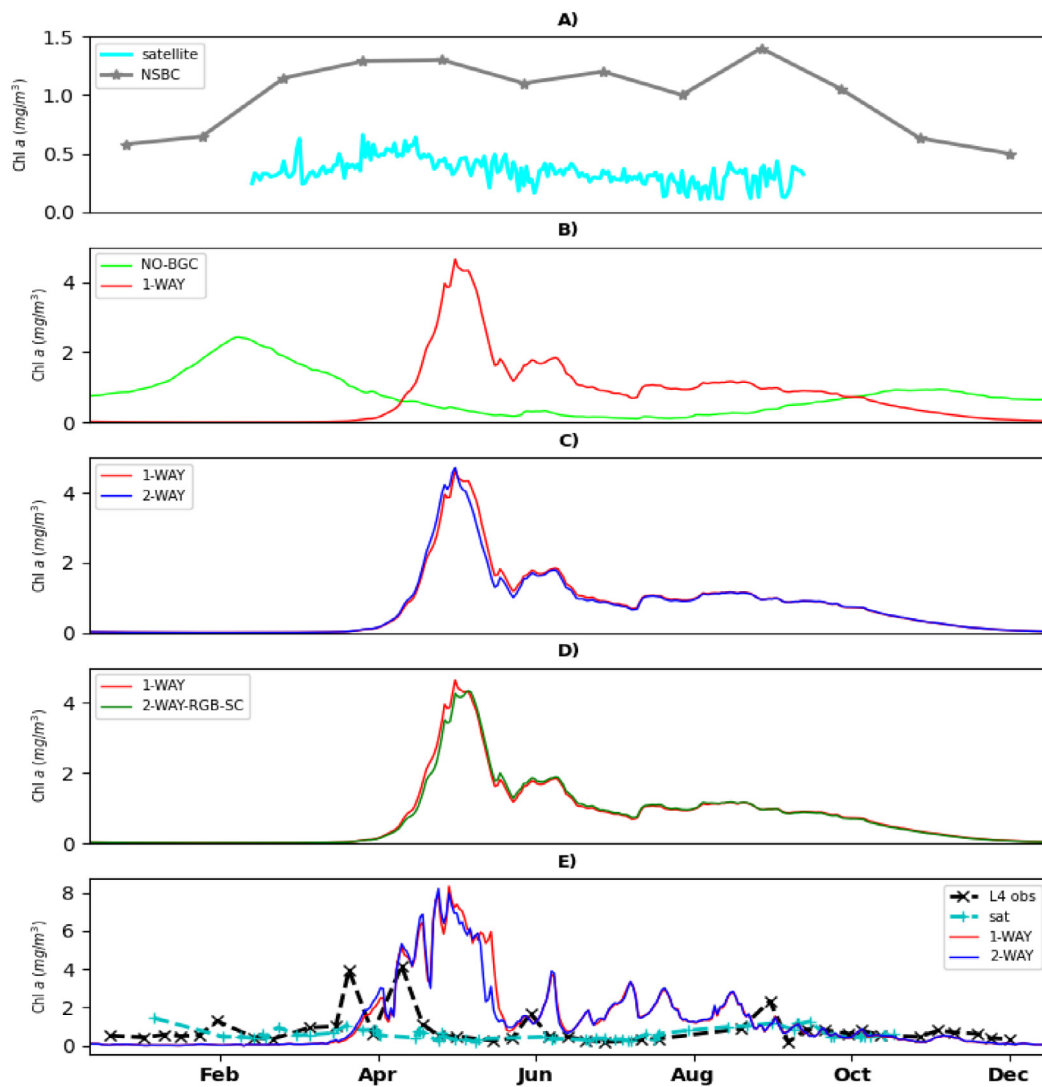 A)
Chl a (mg/m³)
1.5
1.0
0.5
0.0
satellite
NSBC
B)
Chl a (mg/m³)
4
2
0
NO-BGC
1-WAY
C)
Chl a (mg/m³)
4
2
0
1-WAY
2-WAY
D)
Chl a (mg/m³)
4
2
0
1-WAY
2-WAY-RGB-SC
E)
Chl a (mg/m³)
8
6
4
2
0
L4 obs
sat
1-WAY
2-WAY
Feb Apr Jun Aug Oct Dec